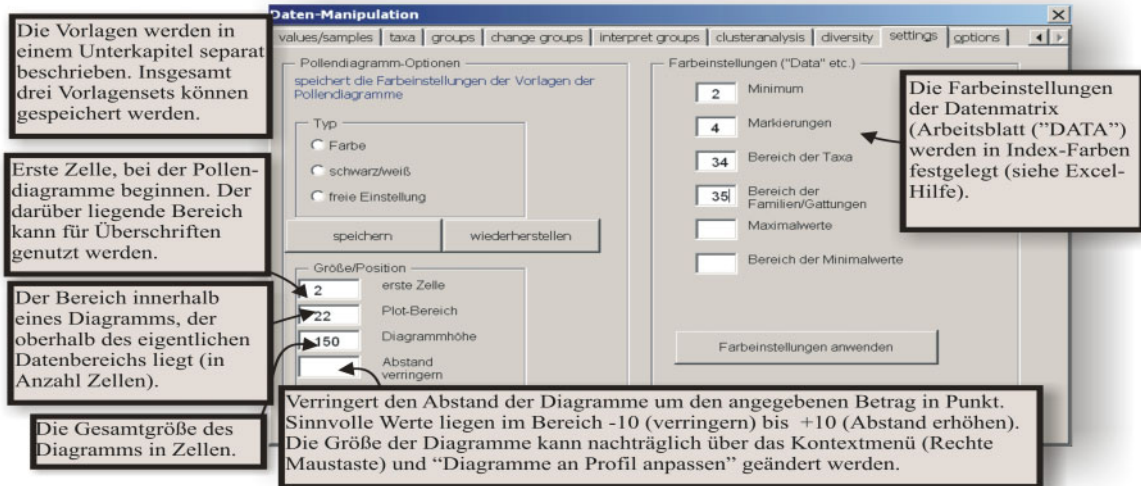 Daten-Manipulation
values/samples
taxa
groups
change groups
interpret groups
clusteranalysis
diversity
settings
options
Die Vorlagen werden in
einem Unterkapitel separat
beschrieben. Insgesamt
drei Vorlagensets können
gespeichert werden.
Erste Zelle, bei der Pollen-
diagramme beginnen. Der
darüber liegende Bereich
kann für Überschriften
genutzt werden.
Der Bereich innerhalb
eines Diagramms, der
oberhalb des eigentlichen
Datenbereichs liegt (in
Anzahl Zellen).
Die Gesamtgröße des
Diagramms in Zellen.
Pollendiagramm-Optionen
speichert die Farbeinstellungen der Vorlagen der
Pollendiagramme
Typ
Farbe
schwarz/weiß
freie Einstellung
speichern
wiederherstellen
Größe/Position
2 erste Zelle
22 Plot-Bereich
150 Diagrammhöhe
Abstand
verringern
Farbeinstellungen ("Data" etc.)
2 Minimum
4 Markierungen
34 Bereich der Taxa
35 Bereich der
Familien/Gattungen
Maximalwerte
Bereich der Minimalwerte
Farbeinstellungen anwenden
Die Farbeinstellungen
der Datenmatrix
(Arbeitsblatt ("DATA")
werden in Index-Farben
festgelegt (siehe Excel-
Hilfe).
Verringert den Abstand der Diagramme um den angegebenen Betrag in Punkt.
Sinnvolle Werte liegen im Bereich -10 (verringern) bis +10 (Abstand erhöhen).
Die Größe der Diagramme kann nachträglich über das Kontextmenü (Rechte
Maustaste) und “Diagramme an Profil anpassen” geändert werden.